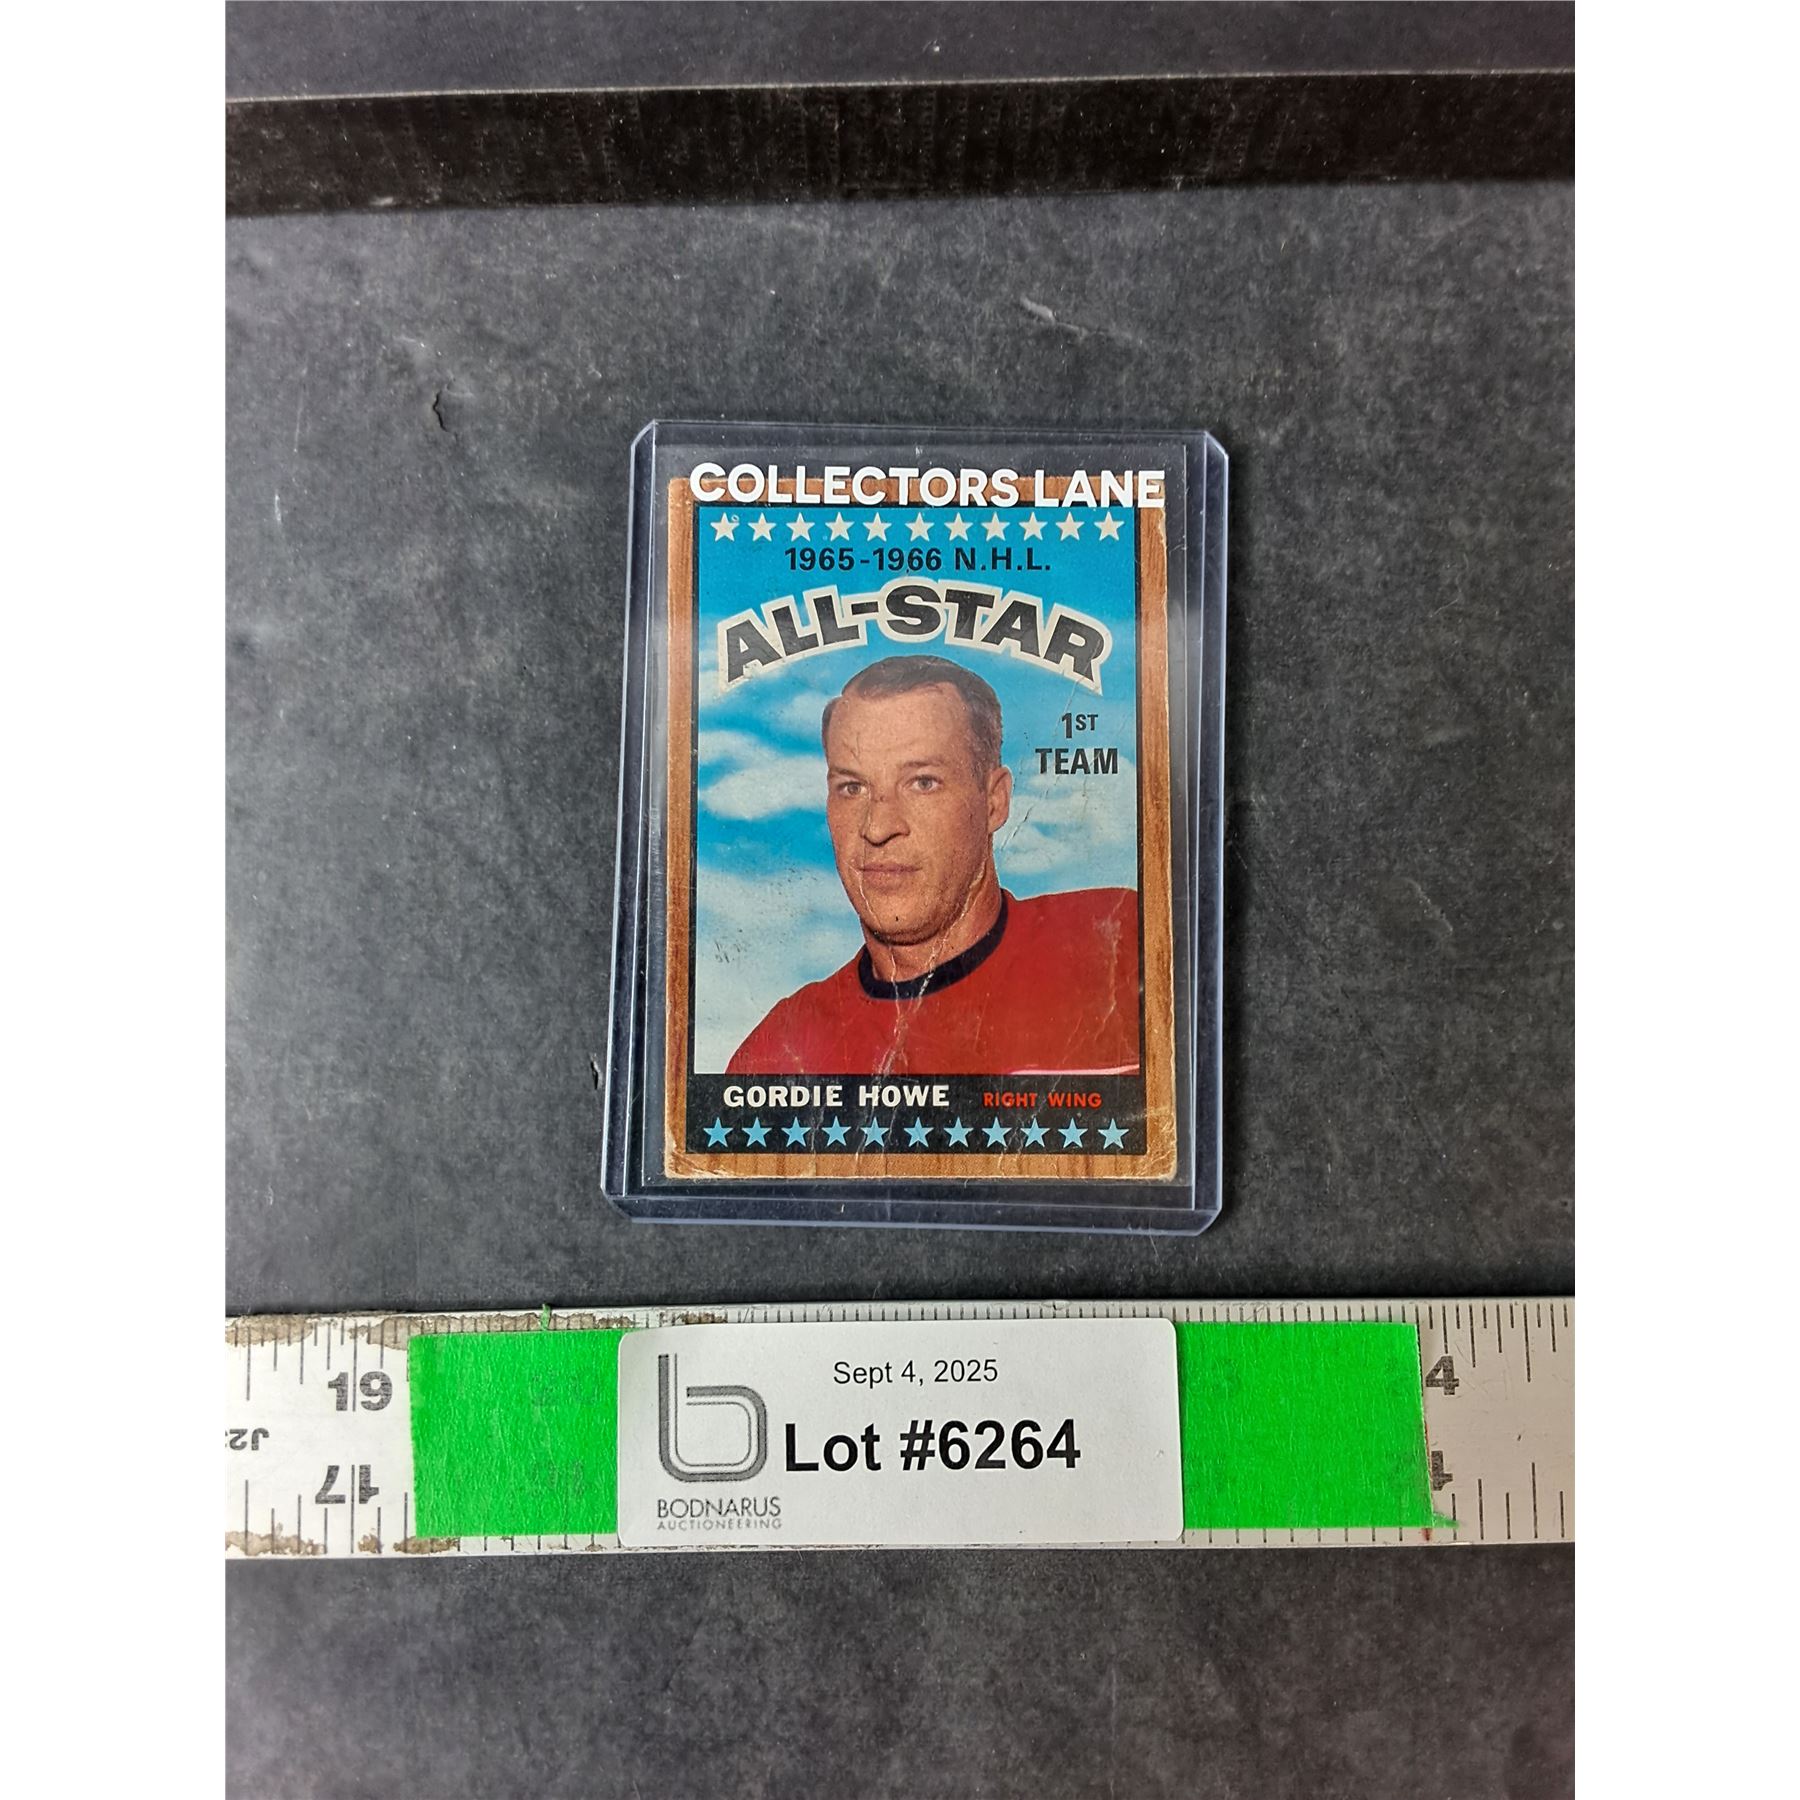 COLLECTORS LANE
1965-1966 N.H.L.
ALL-STAR
1ST
TEAM
GORDIE HOWE RIGHT WING
19
17
4
Sept 4, 2025
Lot #6264
BODNARUS
AUCTIONEERING